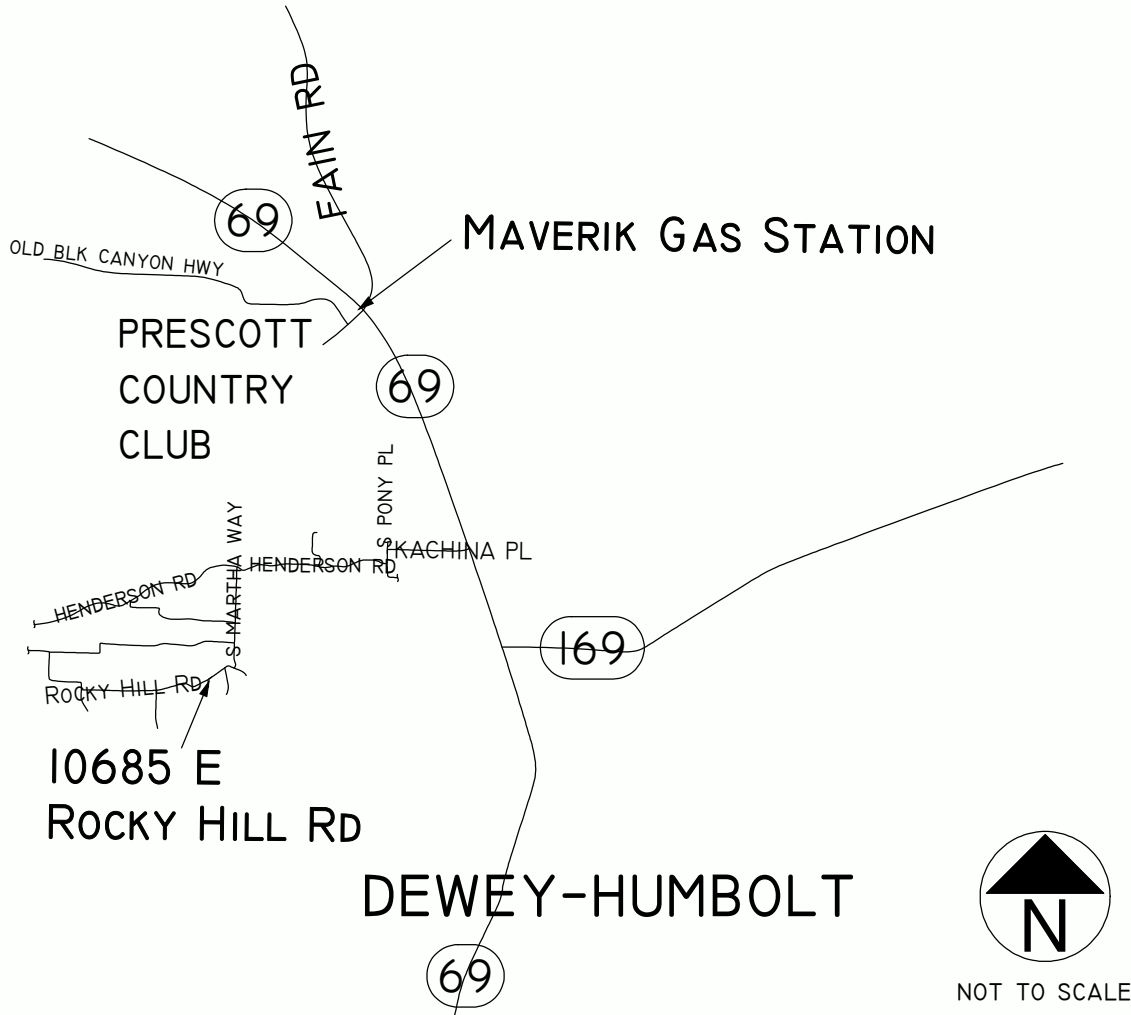 FAIN RD
69
MAVERIK GAS STATION
OLD BLK CANYON HWY
PRESCOTT
COUNTRY
CLUB
69
S PONY PL
KACHINA PL
S MARTHA WAY
HENDERSON RD
HENDERSON RD
169
ROCKY HILL RD
10685 E
ROCKY HILL RD
DEWEY-HUMBOLT
N
69
NOT TO SCALE